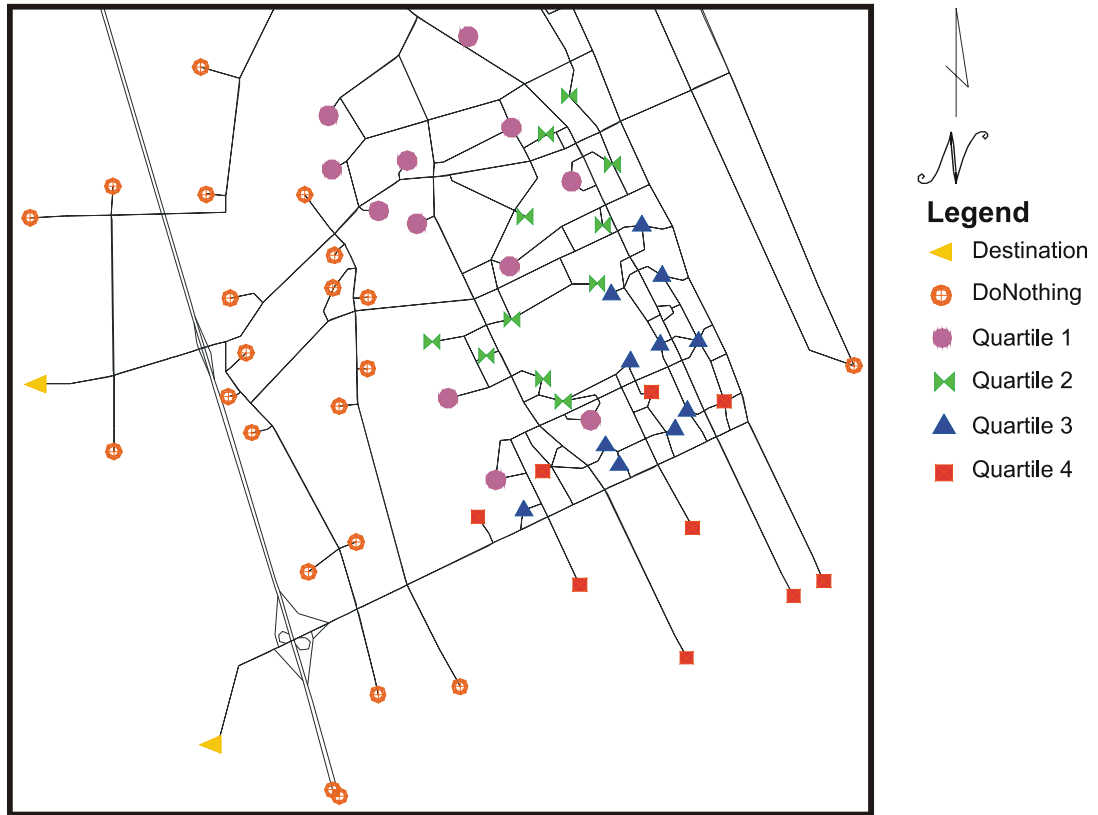 N
Legend
Destination
DoNothing
Quartile 1
Quartile 2
Quartile 3
Quartile 4